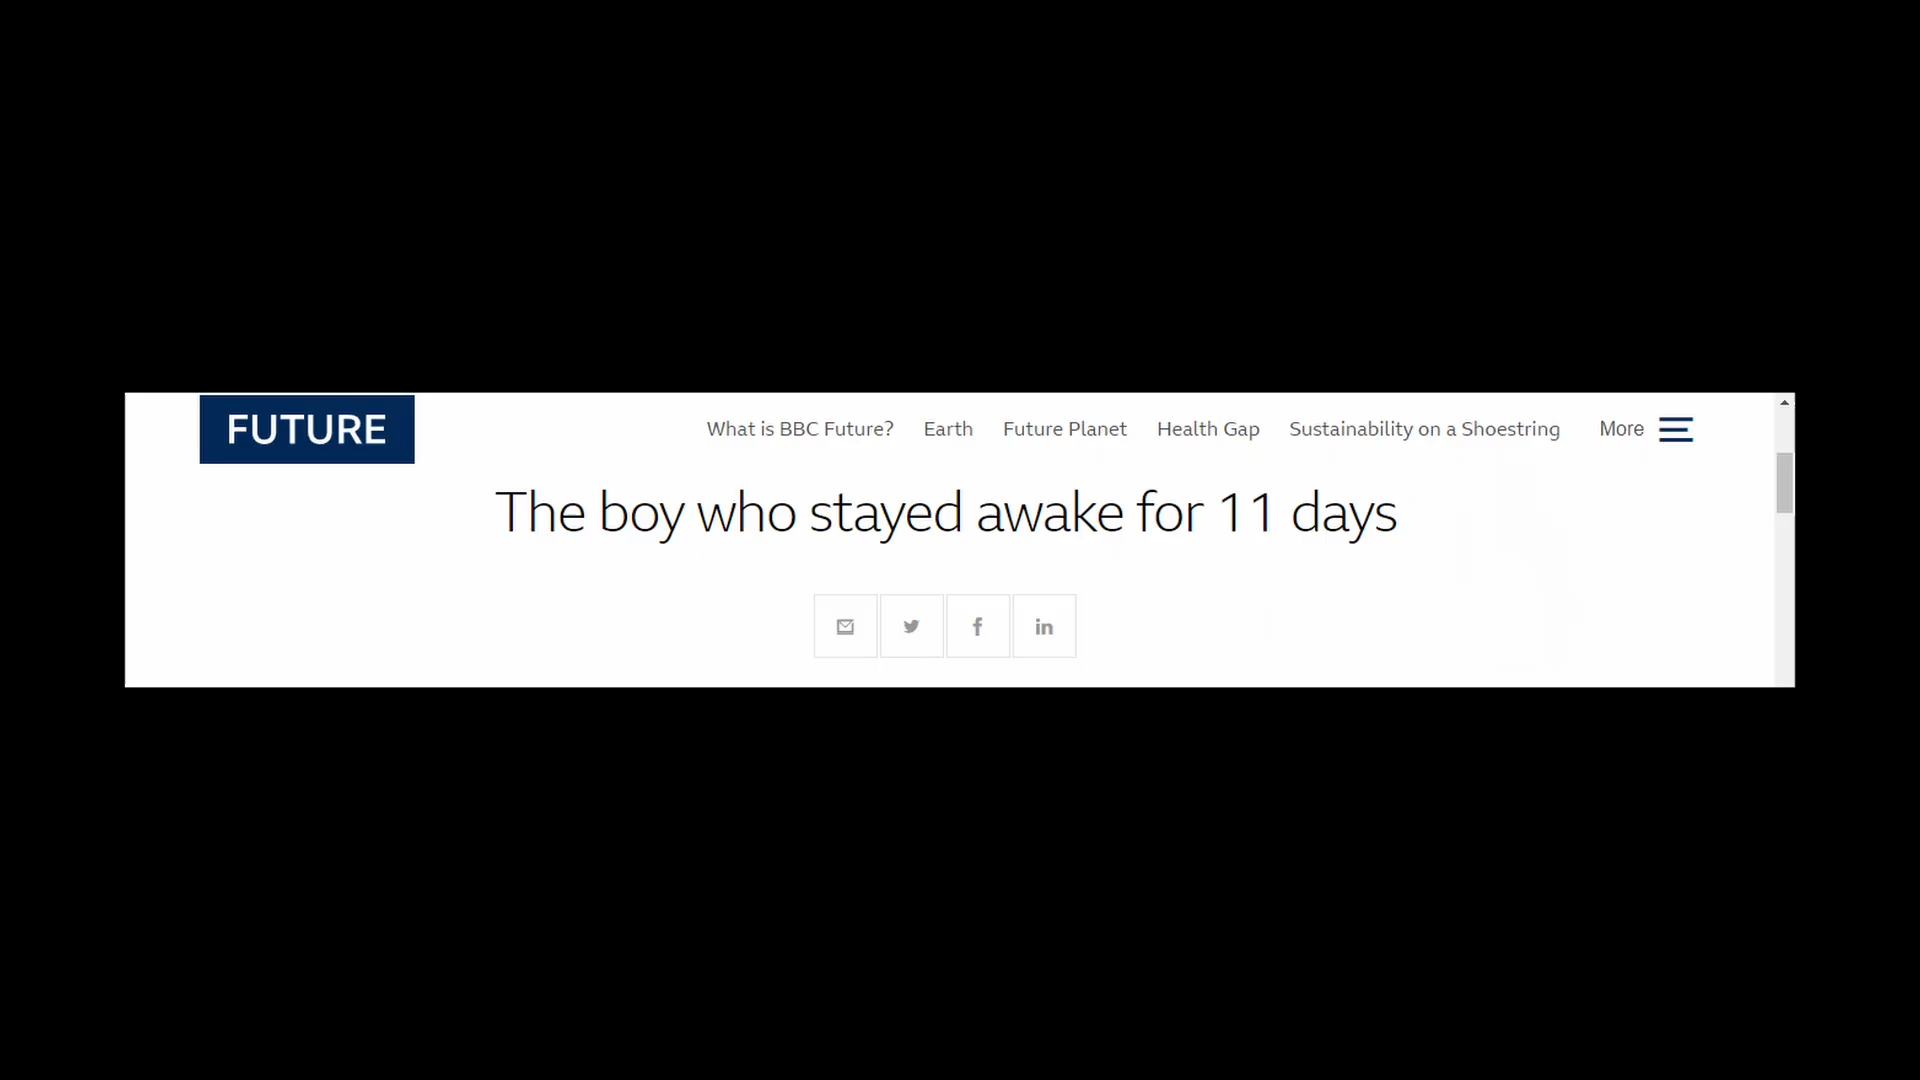 FUTURE What is BBC Future? Earth Future Planet Health Gap Sustainability on a Shoestring More
The boy who stayed awake for 11 days